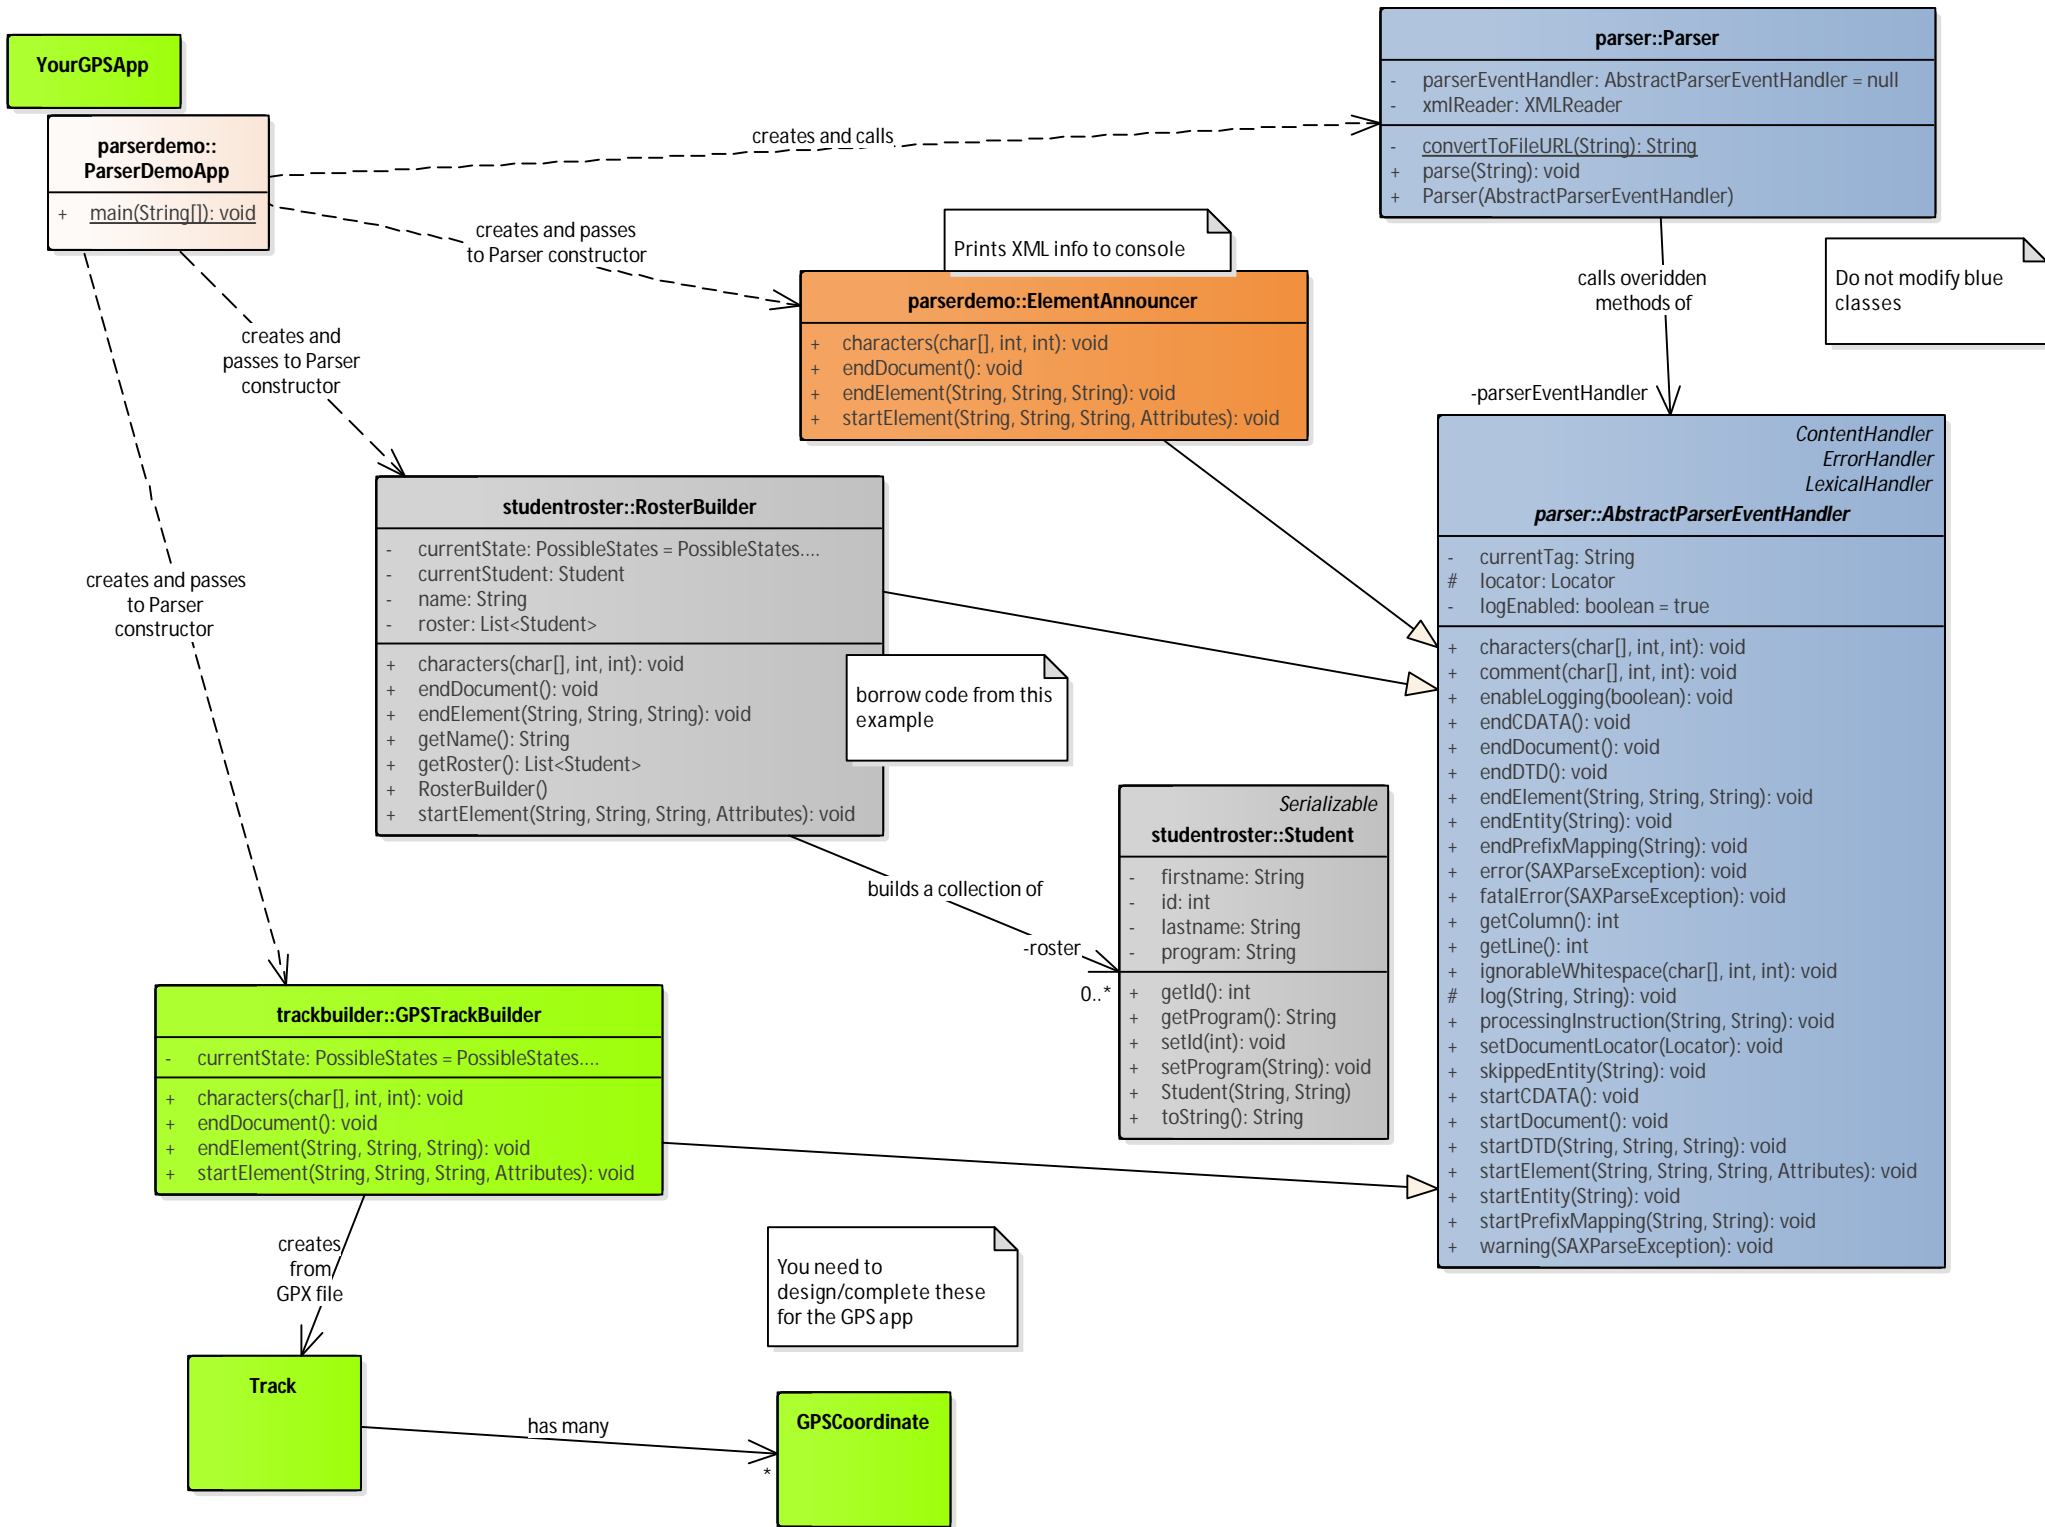 YourGPSApp
parserdemo::
ParserDemoApp
+ main(String[]): void
creates and calls
parser::Parser
- parserEventHandler: AbstractParserEventHandler = null
- xmlReader: XMLReader
- convertToFileURL(String): String
+ parse(String): void
+ Parser(AbstractParserEventHandler)
creates and passes
to Parser constructor
Prints XML info to console
calls overidden
methods of
Do not modify blue
classes
parserdemo::ElementAnnouncer
+ characters(char[], int, int): void
+ endDocument(): void
+ endElement(String, String, String): void
+ startElement(String, String, String, Attributes): void
creates and
passes to Parser
constructor
-parserEventHandler
ContentHandler
ErrorHandler
LexicalHandler
parser::AbstractParserEventHandler
- currentTag: String
# locator: Locator
- logEnabled: boolean = true
+ characters(char[], int, int): void
+ comment(char[], int, int): void
+ enableLogging(boolean): void
+ endCDATA(): void
+ endDocument(): void
+ endDTD(): void
+ endElement(String, String, String): void
+ endEntity(String): void
+ endPrefixMapping(String): void
+ error(SAXParseException): void
+ fatalError(SAXParseException): void
+ getColumn(): int
+ getLine(): int
+ ignorableWhitespace(char[], int, int): void
# log(String, String): void
+ processingInstruction(String, String): void
+ setDocumentLocator(Locator): void
+ skippedEntity(String): void
+ startCDATA(): void
+ startDocument(): void
+ startDTD(String, String, String): void
+ startElement(String, String, String, Attributes): void
+ startEntity(String): void
+ startPrefixMapping(String, String): void
+ warning(SAXParseException): void
studentroster::RosterBuilder
- currentState: PossibleStates = PossibleStates....
- currentStudent: Student
- name: String
- roster: List<Student>
+ characters(char[], int, int): void
+ endDocument(): void
+ endElement(String, String, String): void
+ getName(): String
+ getRoster(): List<Student>
+ RosterBuilder()
+ startElement(String, String, String, Attributes): void
creates and passes
to Parser
constructor
borrow code from this
example
builds a collection of
-roster
0..*
Serializable
studentroster::Student
- firstname: String
- id: int
- lastname: String
- program: String
+ getId(): int
+ getProgram(): String
+ setId(int): void
+ setProgram(String): void
+ Student(String, String)
+ toString(): String
trackbuilder::GPSTrackBuilder
- currentState: PossibleStates = PossibleStates....
+ characters(char[], int, int): void
+ endDocument(): void
+ endElement(String, String, String): void
+ startElement(String, String, String, Attributes): void
creates
from
GPX file
You need to
design/complete these
for the GPS app
Track
has many
*
GPSCoordinate